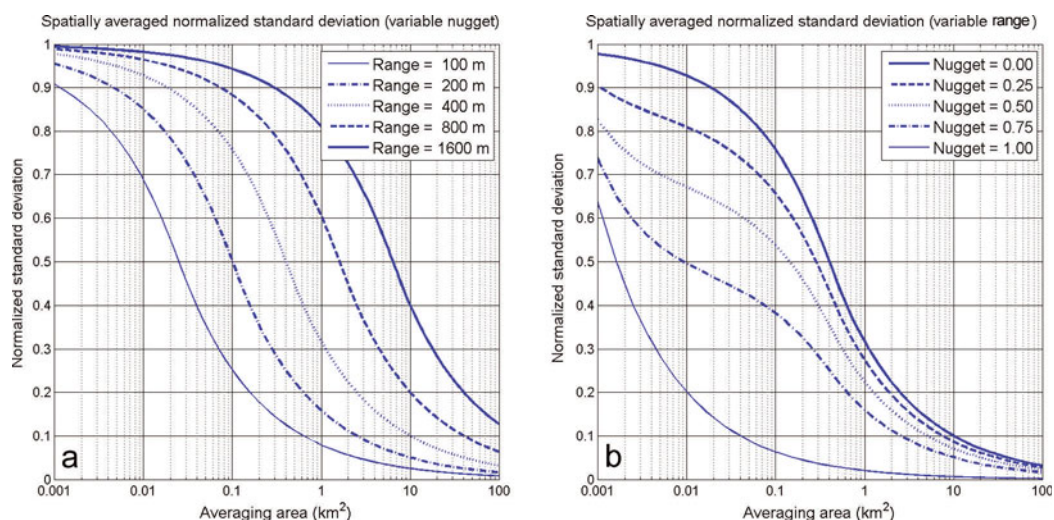 Spatially averaged normalized standard deviation (variable nugget)
1
0.9
0.8
0.7
0.6
0.5
0.4
0.3
0.2
0.1
0
Normalized standard deviation
Range = 100 m
Range = 200 m
Range = 400 m
Range = 800 m
Range = 1600 m
a
0.001 0.01 0.1 1 10 100
Averaging area (km²)
Spatially averaged normalized standard deviation (variable range)
1
0.9
0.8
0.7
0.6
0.5
0.4
0.3
0.2
0.1
0
Normalized standard deviation
Nugget = 0.00
Nugget = 0.25
Nugget = 0.50
Nugget = 0.75
Nugget = 1.00
b
0.001 0.01 0.1 1 10 100
Averaging area (km²)